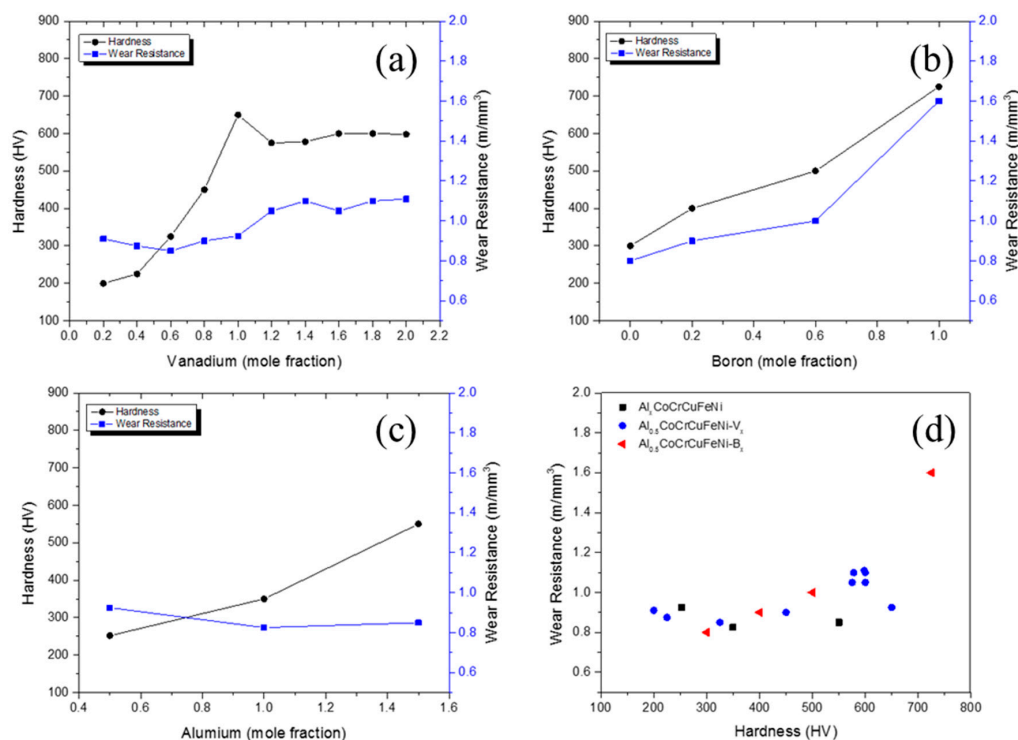 (a)
Hardness
Wear Resistance
900
800
700
600
500
400
300
200
100
Hardness (HV)
2.0
1.8
1.6
1.4
1.2
1.0
0.8
0.6
Wear Resistance (m/mm³)
0.0 0.2 0.4 0.6 0.8 1.0 1.2 1.4 1.6 1.8 2.0 2.2
Vanadium (mole fraction)
(b)
Hardness
Wear Resistance
900
800
700
600
500
400
300
200
100
Hardness (HV)
2.0
1.8
1.6
1.4
1.2
1.0
0.8
0.6
Wear Resistance (m/mm³)
0.0 0.2 0.4 0.6 0.8 1.0
Boron (mole fraction)
(c)
Hardness
Wear Resistance
900
850
750
650
550
450
350
250
150
100
Hardness (HV)
2.0
1.8
1.6
1.4
1.2
1.0
0.8
0.6
Wear Resistance (m/mm³)
0.4 0.6 0.8 1.0 1.2 1.4 1.6
Alumium (mole fraction)
(d)
AlₓCoCrCuFeNi
Al₀.₅CoCrCuFeNi-Vₓ
Al₀.₅CoCrCuFeNi-Bₓ
2.0
1.8
1.6
1.4
1.2
1.0
0.8
0.6
Wear Resistance (m/mm³)
100 200 300 400 500 600 700 800
Hardness (HV)